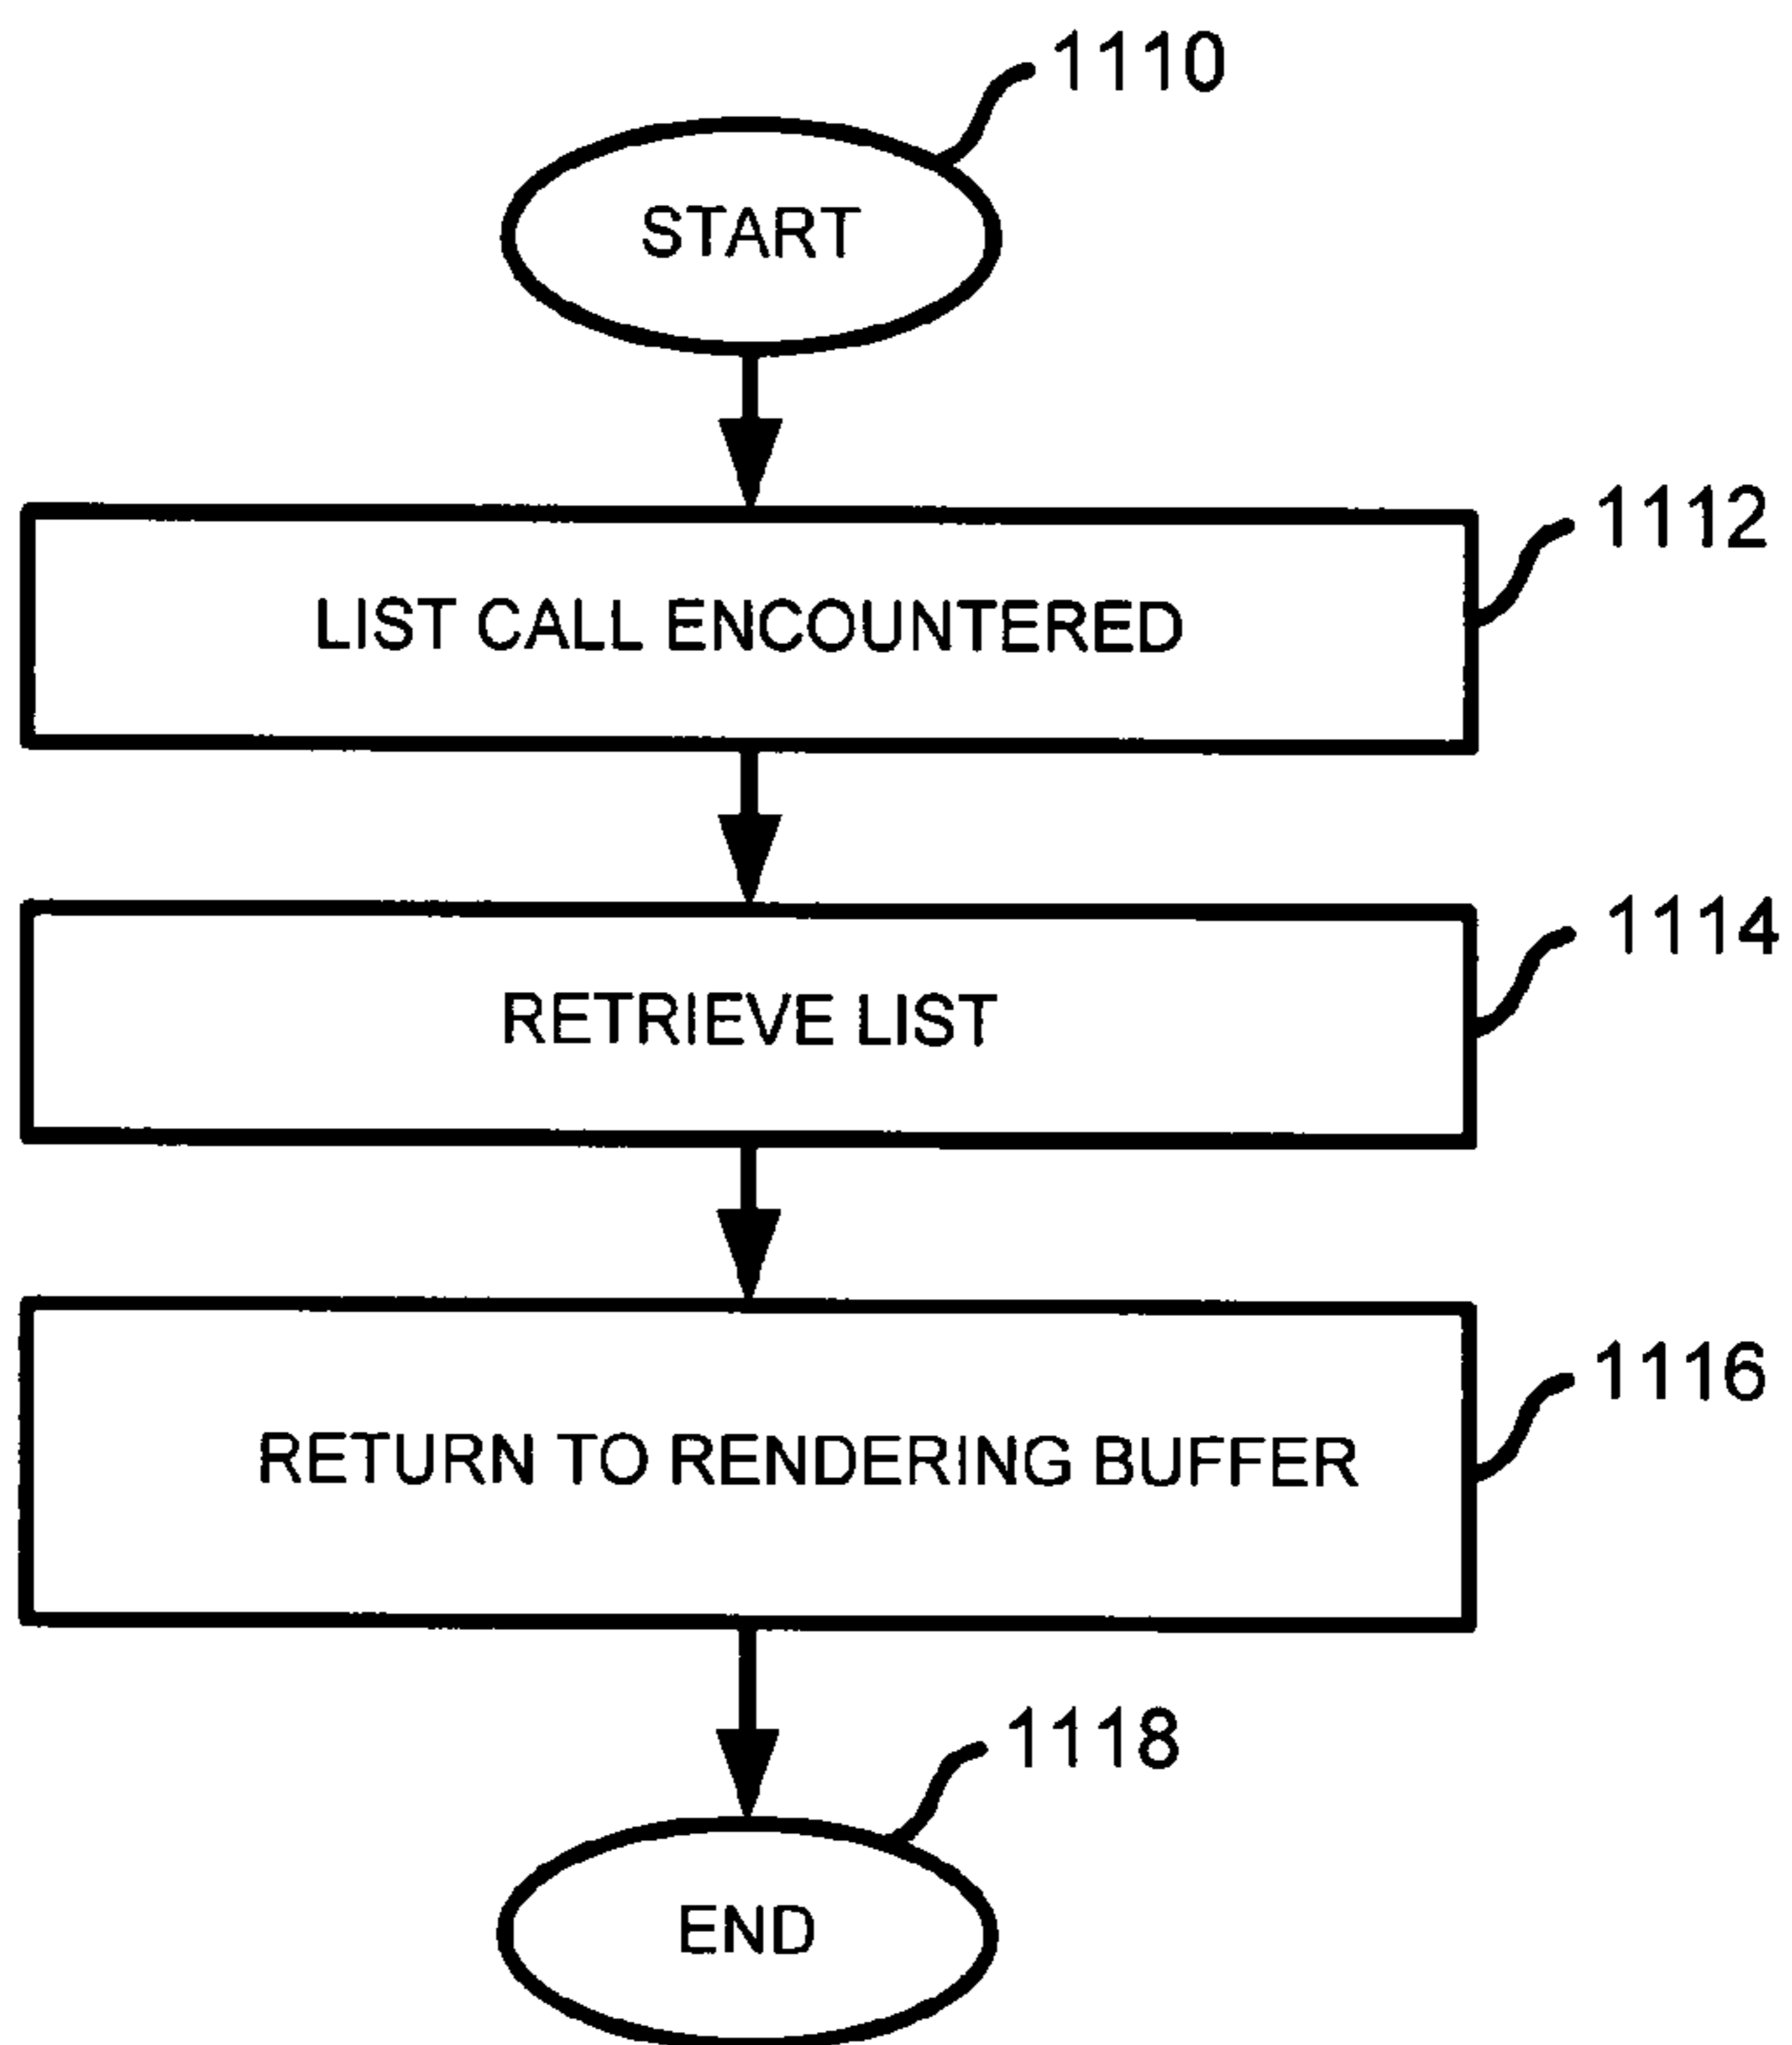 1110
START
1112
LIST CALL ENCOUNTERED
1114
RETRIEVE LIST
1116
RETURN TO RENDERING BUFFER
1118
END